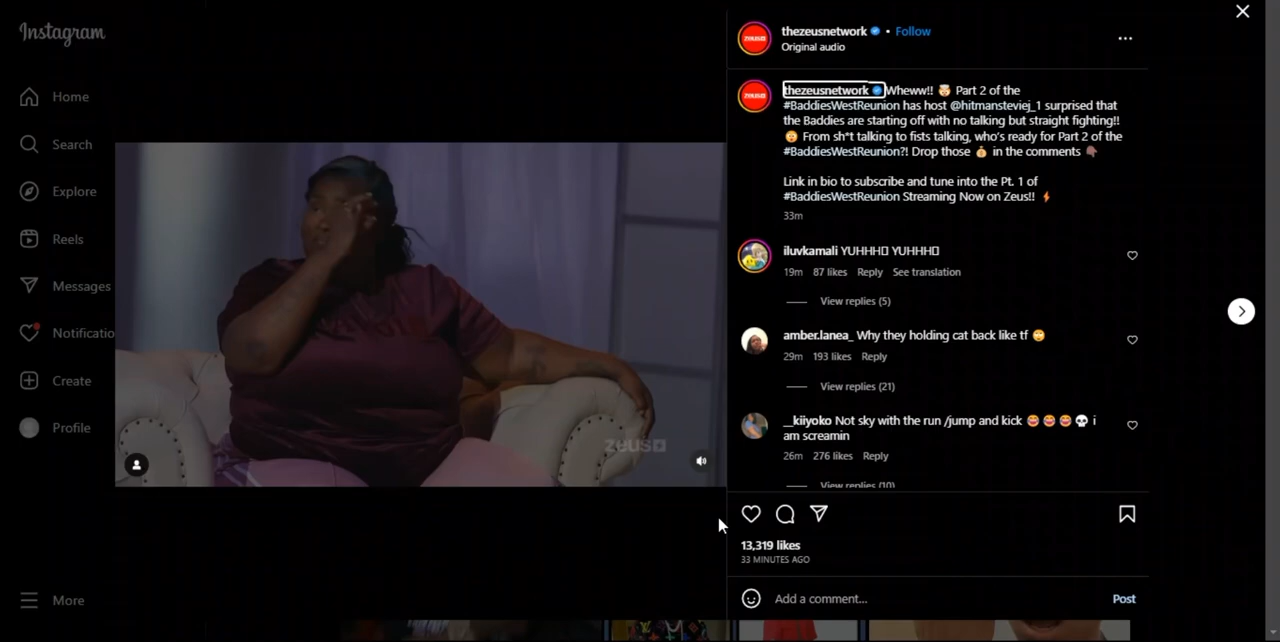 Instagram
Home
Search
Explore
Reels
Messages
Notificatio
Create
Profile
More
zeus
thezeusnetwork • Follow
Original audio
thezeusnetwork Wheww!! 🤯 Part 2 of the
#BaddiesWestReunion has host @hitmansteviej_1 surprised that
the Baddies are starting off with no talking but straight fighting!!
😳 From sh*t talking to fists talking, who's ready for Part 2 of the
#BaddiesWestReunion?! Drop those 💰 in the comments 👇🏾
Link in bio to subscribe and tune into the Pt. 1 of
#BaddiesWestReunion Streaming Now on Zeus!! ⚡
33m
iluvkamali YUHHH YUHHH
19m 87 likes Reply See translation
View replies (5)
amber.lanea_ Why they holding cat back like tf 🙄
29m 193 likes Reply
View replies (21)
__kiiyoko Not sky with the run /jump and kick 😂😂😂💀 i
am screamin
26m 276 likes Reply
View replies (10)
13,319 likes
33 MINUTES AGO
Add a comment...
Post